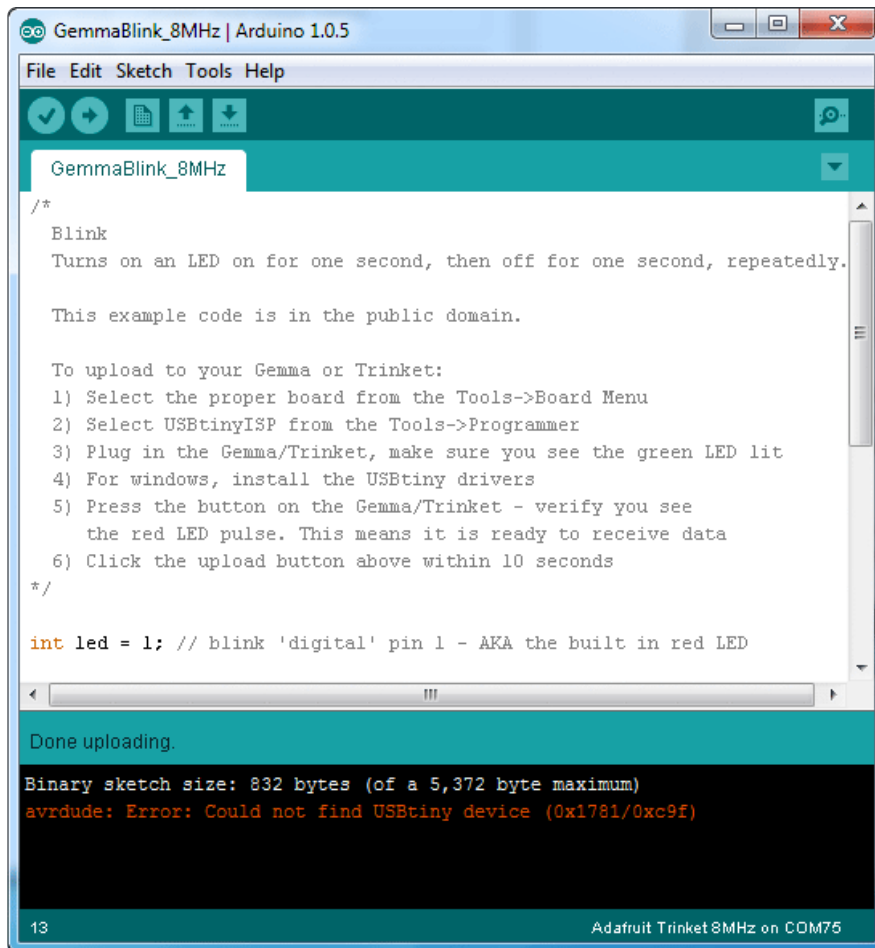 GemmaBlink_8MHz | Arduino 1.0.5
File Edit Sketch Tools Help
GemmaBlink_8MHz
/*
Blink
Turns on an LED on for one second, then off for one second, repeatedly.
This example code is in the public domain.
To upload to your Gemma or Trinket:
1) Select the proper board from the Tools->Board Menu
2) Select USBtinyISP from the Tools->Programmer
3) Plug in the Gemma/Trinket, make sure you see the green LED lit
4) For windows, install the USBtiny drivers
5) Press the button on the Gemma/Trinket - verify you see
the red LED pulse. This means it is ready to receive data
6) Click the upload button above within 10 seconds
*/
int led = 1; // blink 'digital' pin 1 - AKA the built in red LED
Done uploading.
Binary sketch size: 832 bytes (of a 5,372 byte maximum)
avrdude: Error: Could not find USBtiny device (0x1781/0xc9f)
13 Adafruit Trinket 8MHz on COM75